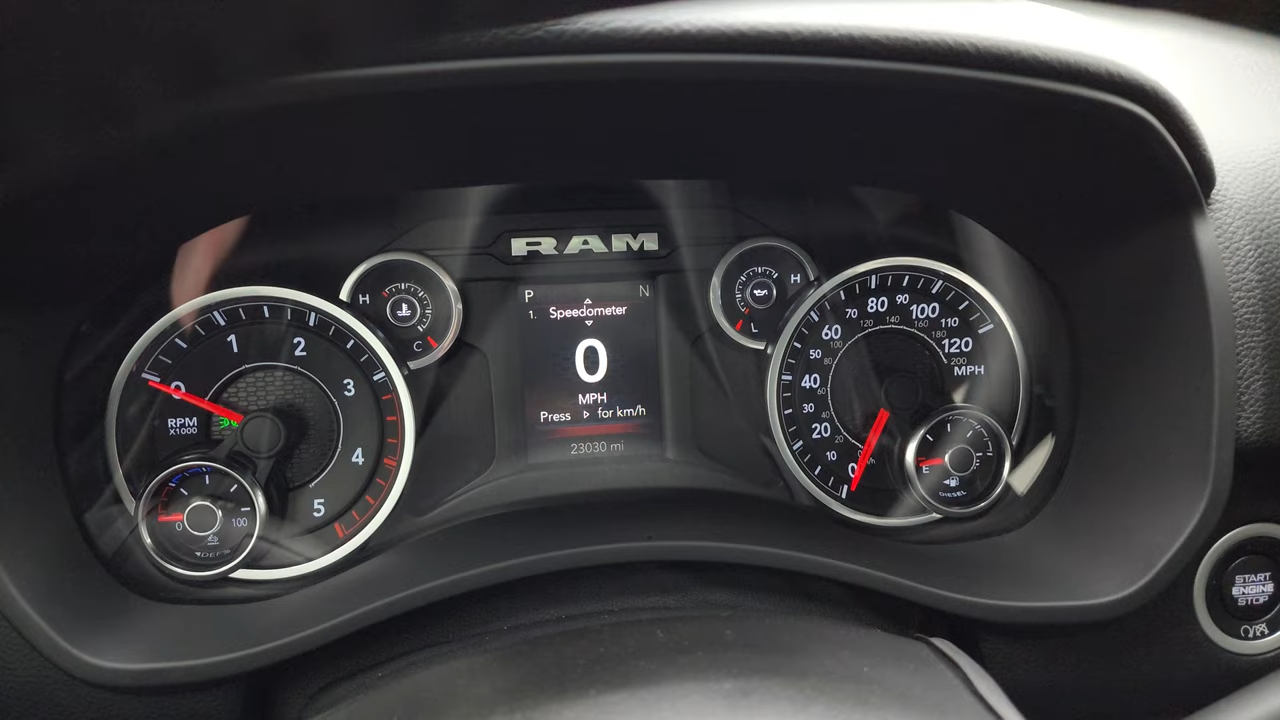 RAM
P N
1. Speedometer
0
MPH
Press ▷ for km/h
23030 mi
H
C
H
L
0 1 2 3 4 5
RPM
X1000
0 100
DEF%
0 10 20 30 40 50 60 70 80 90 100 110 120
MPH
20 40 60 80 120 140 160 180 200
E
DIESEL
START
ENGINE
STOP